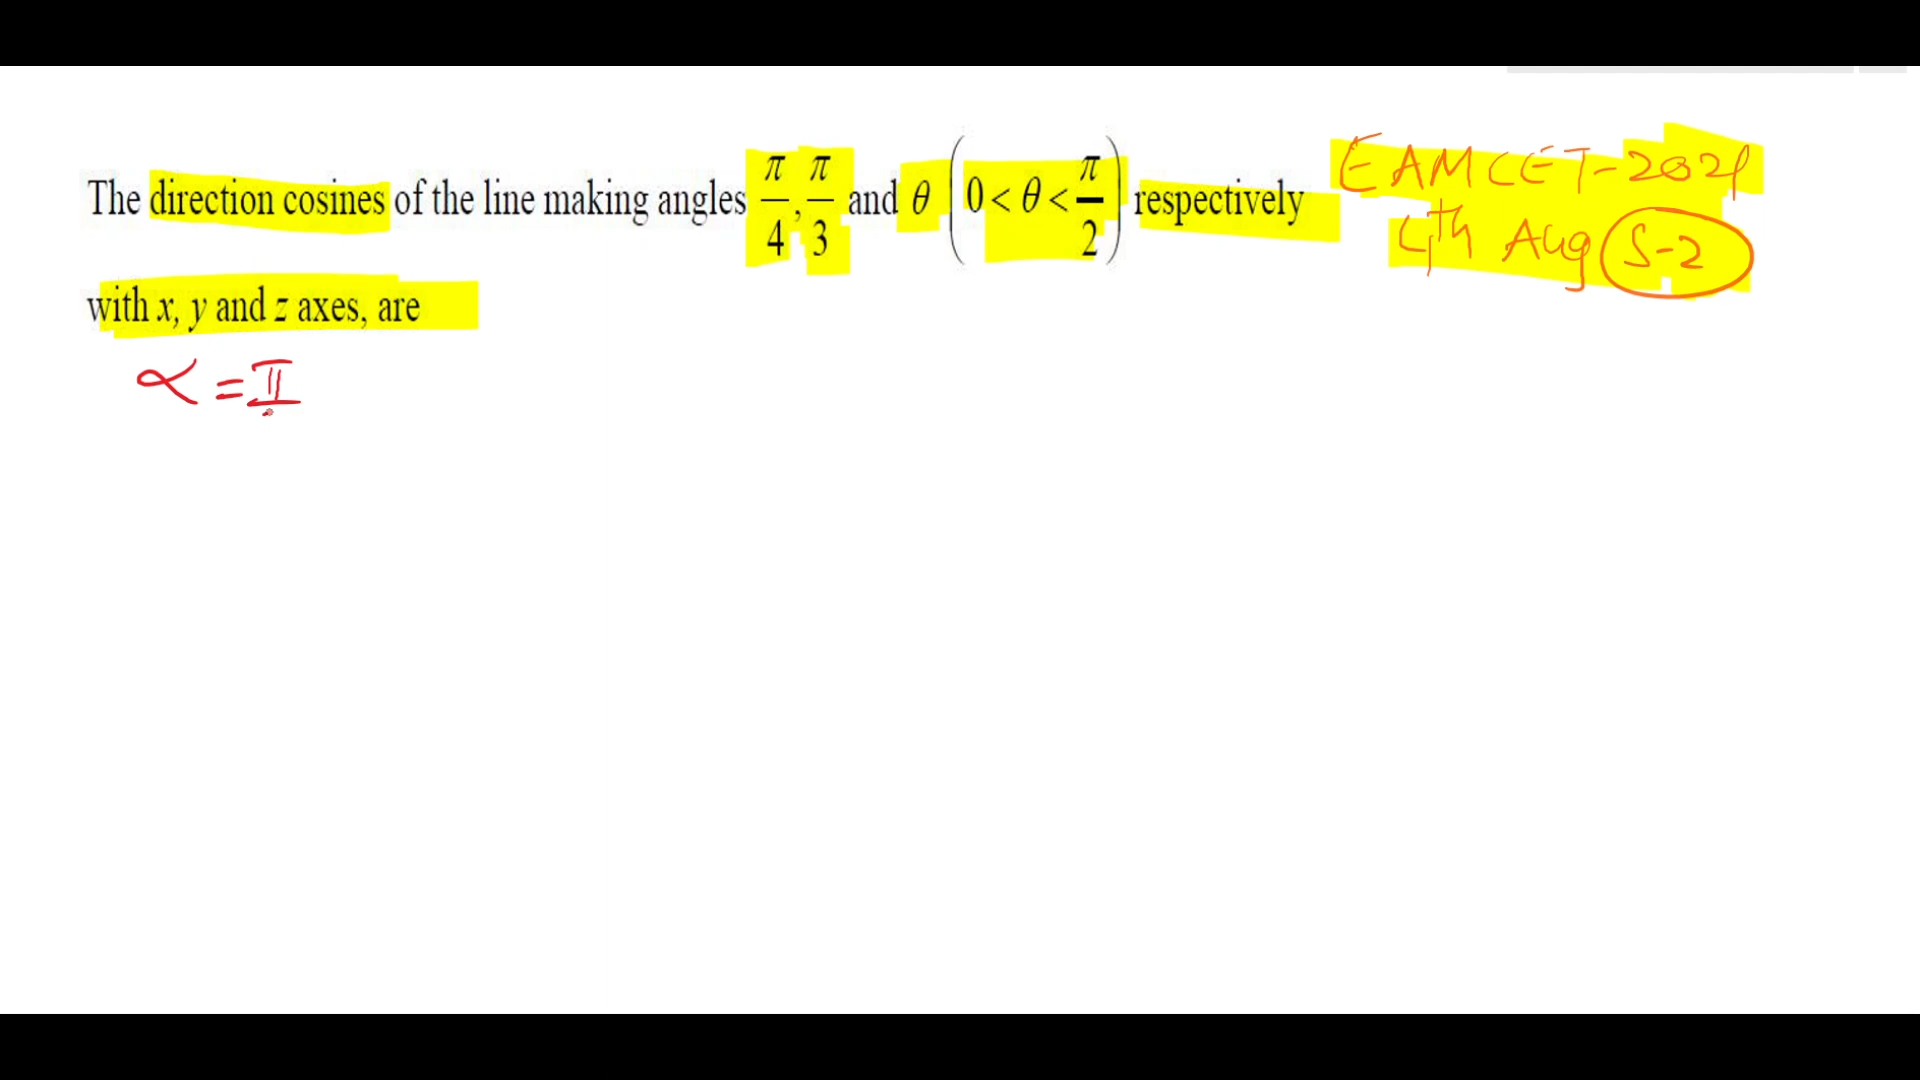 The direction cosines of the line making angles π/4, π/3 and θ (0 < θ < π/2) respectively
with x, y and z axes, are
EAMCET-2021
4th Aug S-2
α = π